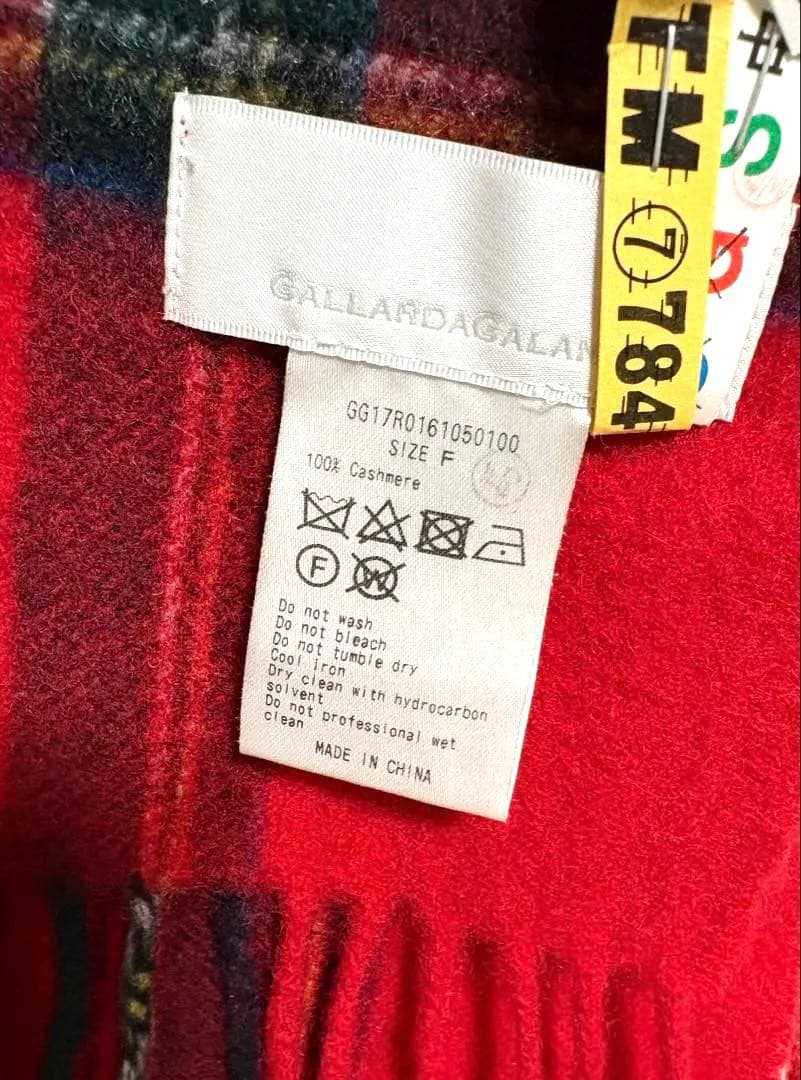 GALLARDAGALAN
GG17R0161050100
SIZE F
100% Cashmere
F
W
Do not wash
Do not bleach
Do not tumble dry
Cool iron
Dry clean with hydrocarbon
solvent
Do not professional wet
clean
MADE IN CHINA
TM 7 784
中
S